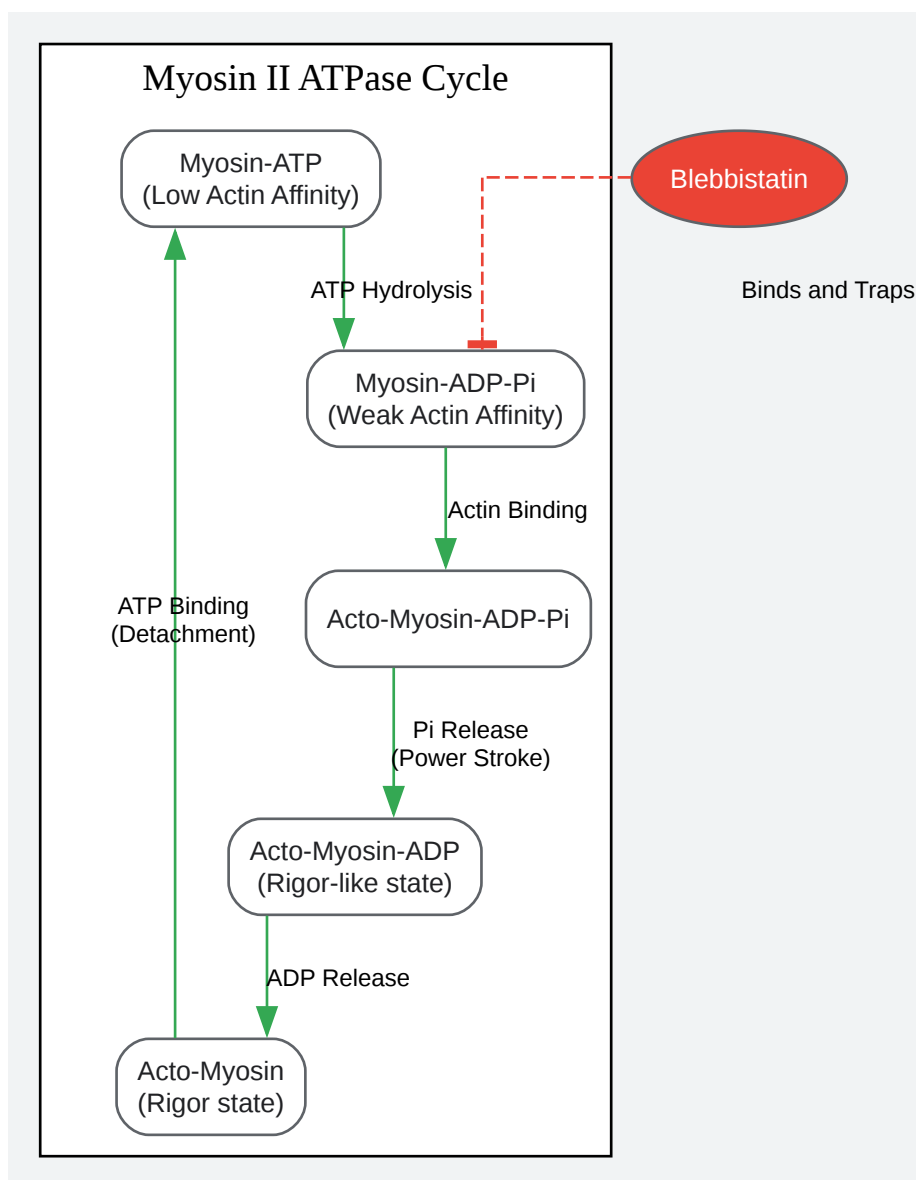 Myosin II ATPase Cycle
Myosin-ATP
(Low Actin Affinity)
Blebbistatin
ATP Hydrolysis
Binds and Traps
Myosin-ADP-Pi
(Weak Actin Affinity)
Actin Binding
ATP Binding
(Detachment)
Acto-Myosin-ADP-Pi
Pi Release
(Power Stroke)
Acto-Myosin-ADP
(Rigor-like state)
ADP Release
Acto-Myosin
(Rigor state)